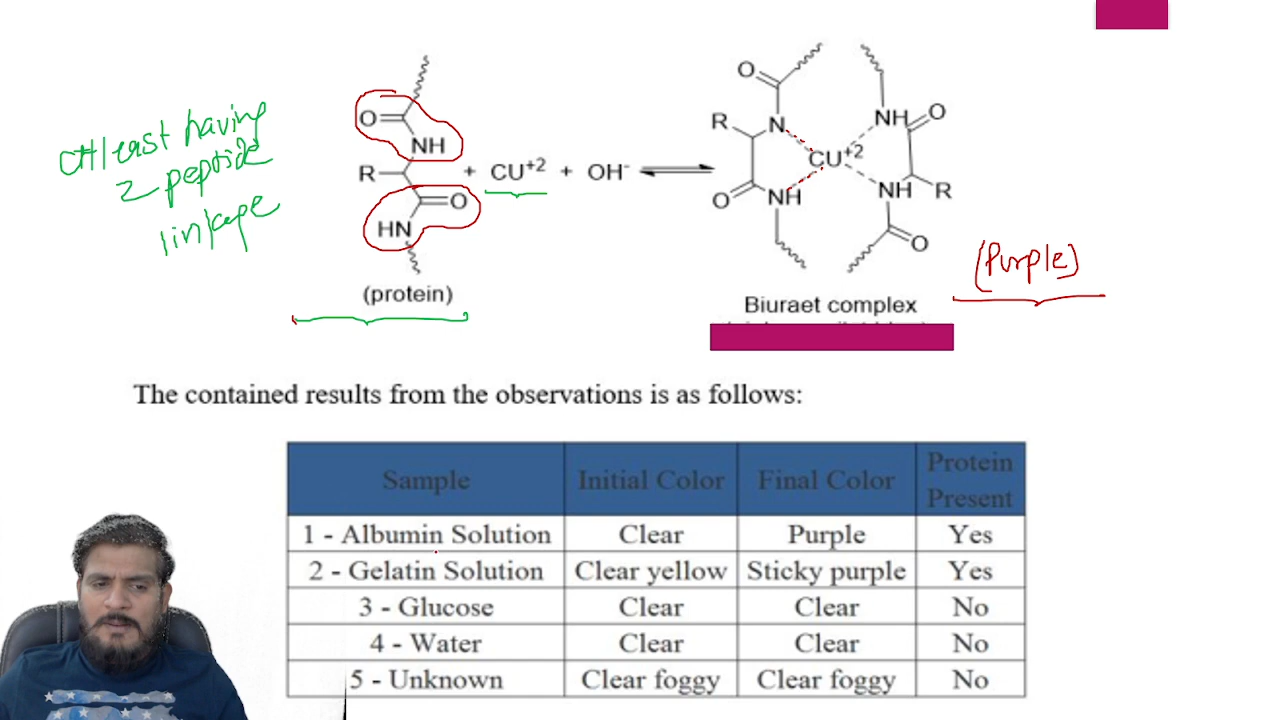 atleast having
2 peptide
linkage
O
NH
R
O
HN
(protein)
+ CU+2 + OH-
O
R
N
NH
O
CU+2
NH
O
NH
R
O
(Purple)
Biuraet complex
The contained results from the observations is as follows:
Sample Initial Color Final Color Protein Present
1 - Albumin Solution Clear Purple Yes
2 - Gelatin Solution Clear yellow Sticky purple Yes
3 - Glucose Clear Clear No
4 - Water Clear Clear No
5 - Unknown Clear foggy Clear foggy No